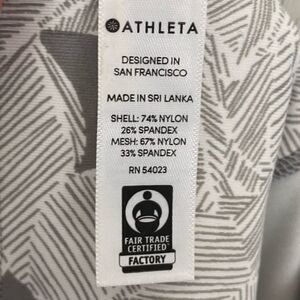 ATHLETA
DESIGNED IN
SAN FRANCISCO
MADE IN SRI LANKA
SHELL: 74% NYLON
26% SPANDEX
MESH: 67% NYLON
33% SPANDEX
RN 54023
FAIR TRADE
CERTIFIED
FACTORY